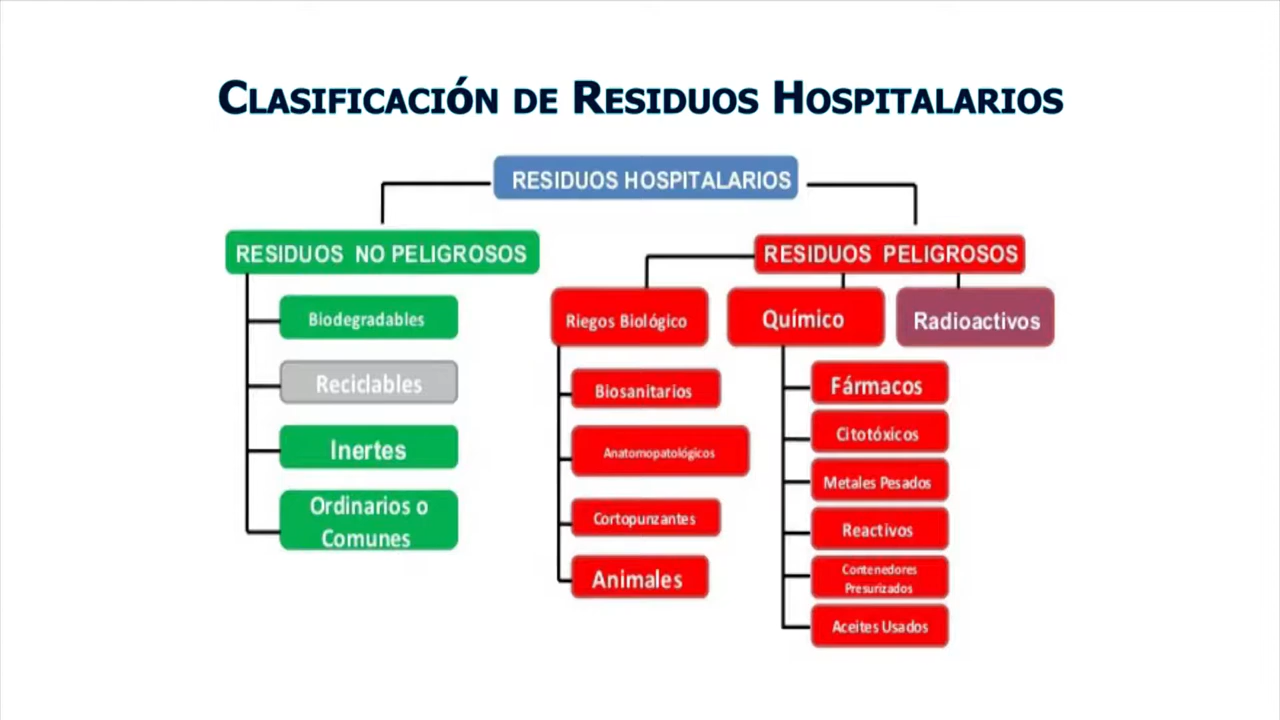 CLASIFICACIÓN DE RESIDUOS HOSPITALARIOS
RESIDUOS HOSPITALARIOS
RESIDUOS NO PELIGROSOS
Biodegradables
Reciclables
Inertes
Ordinarios o
Comunes
RESIDUOS PELIGROSOS
Riegos Biológico
Biosanitarios
Anatomopatológicos
Cortopunzantes
Animales
Químico
Fármacos
Citotóxicos
Metales Pesados
Reactivos
Contenedores
Presurizados
Aceites Usados
Radioactivos